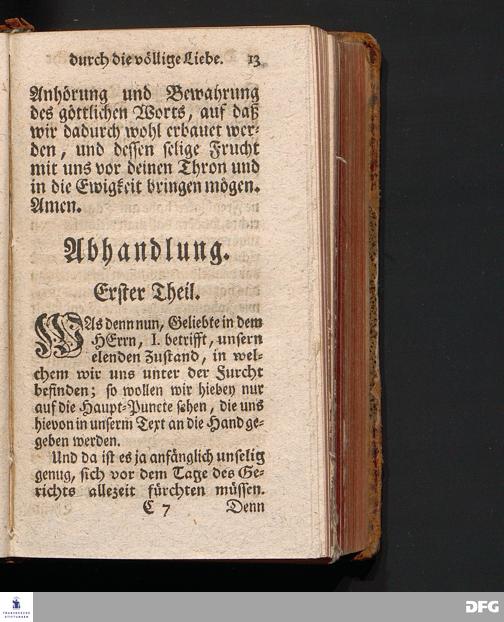 durch die völlige Liebe. 13
Anhörung und Bewahrung
des göttlichen Worts, auf daß
wir dadurch wohl erbauet wer-
den, und dessen selige Frucht
mit uns vor deinen Thron und
in die Ewigkeit bringen mögen.
Amen.
Abhandlung.
Erster Theil.
WAs denn nun, Geliebte in dem
HErrn, I. betrifft, unsern
elenden Zustand, in wel-
chem wir uns unter der Furcht
befinden; so wollen wir hiebey nur
auf die Haupt-Puncte sehen, die uns
hievon in unserm Text an die Hand ge-
geben werden.
Und da ist es ja anfänglich unselig
genug, sich vor dem Tage des Ge-
richts allezeit fürchten müssen.
C 7 Denn
FRANCKESCHE
STIFTUNGEN
DFG